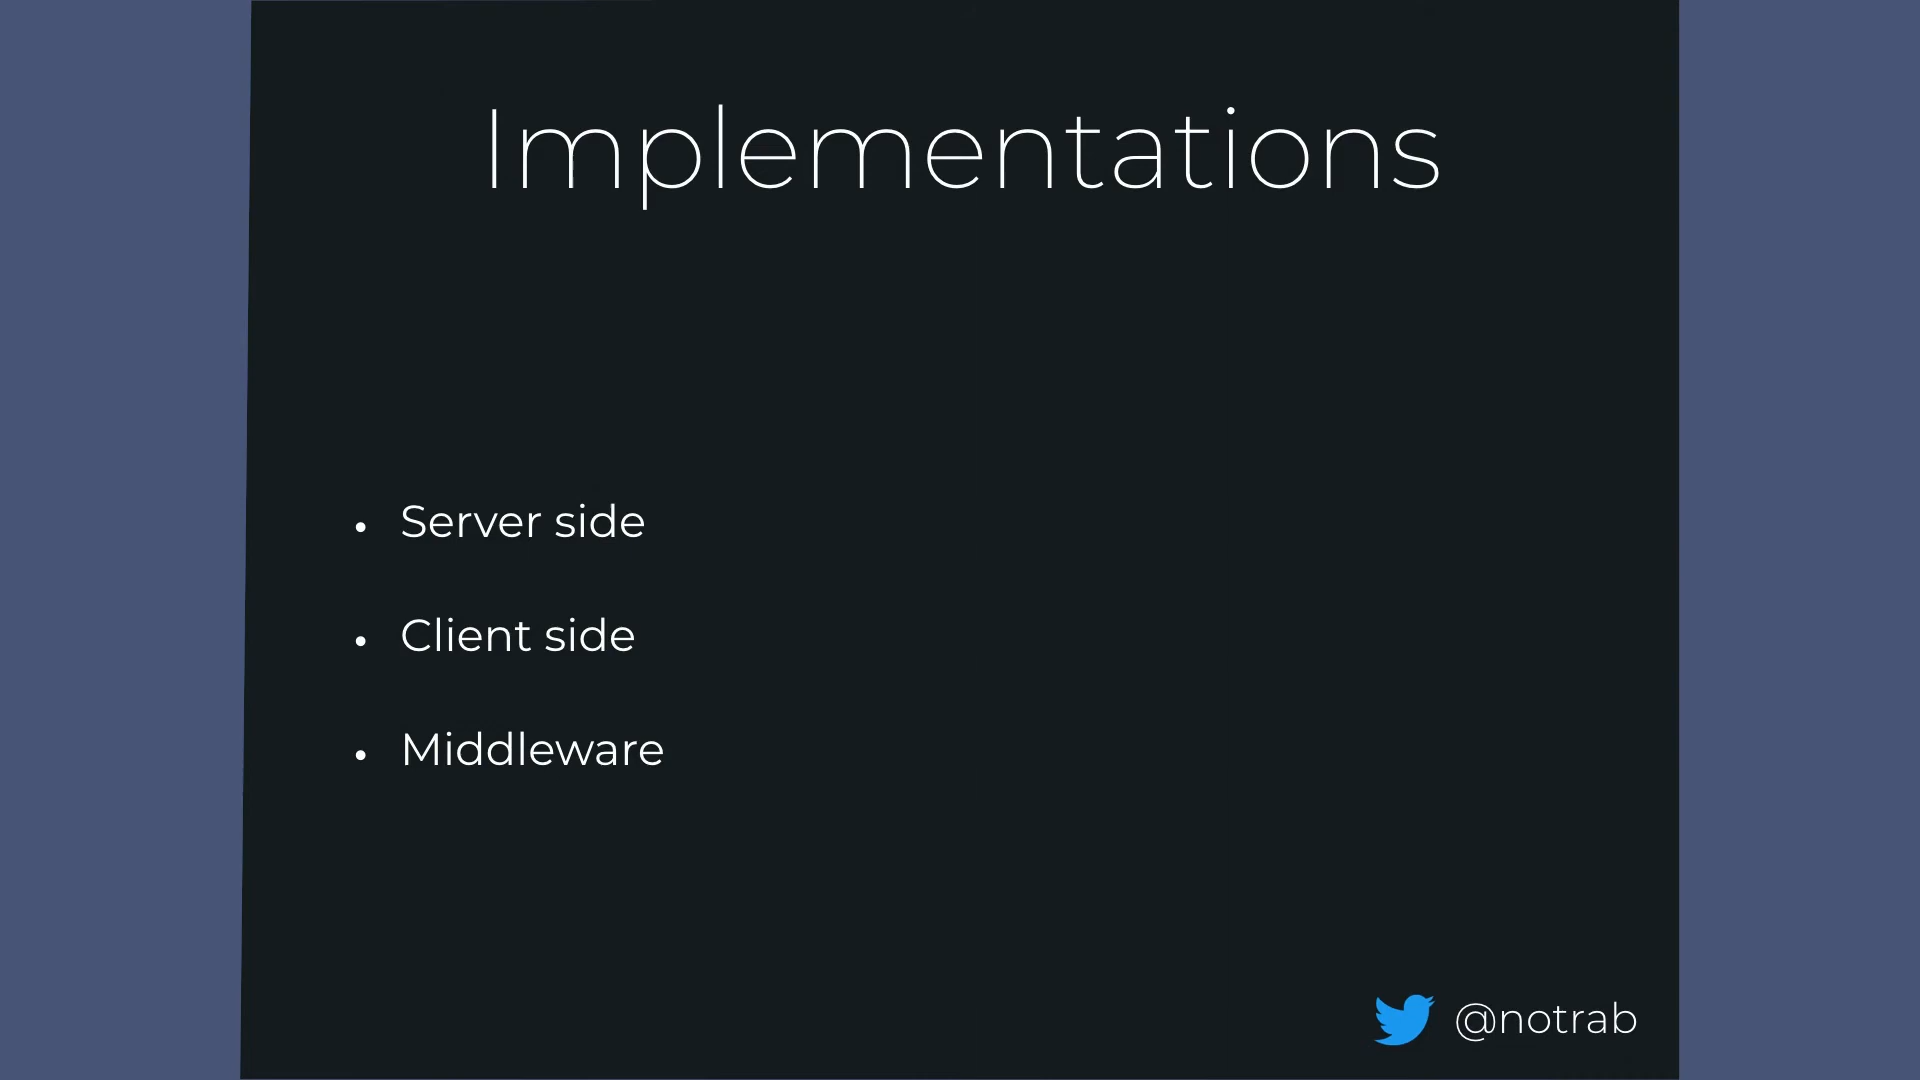 Implementations
• Server side
• Client side
• Middleware
@notrab